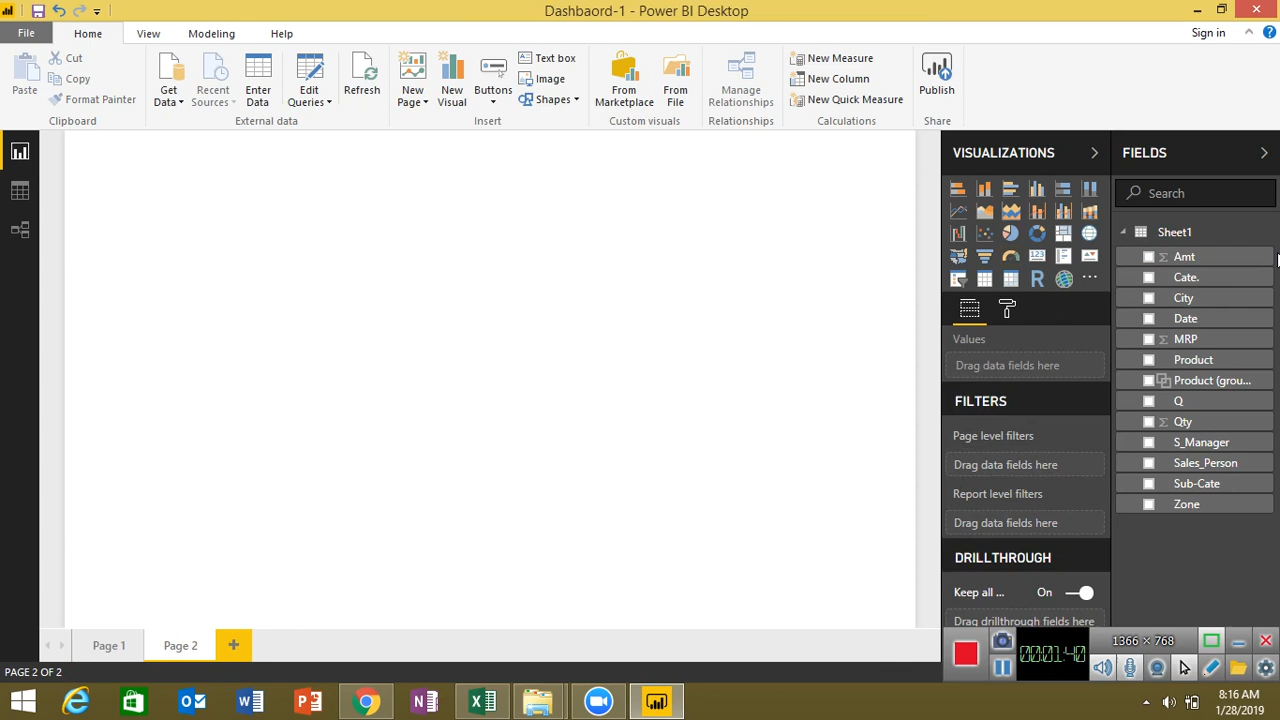 Dashbaord-1 - Power BI Desktop
File
Home
View
Modeling
Help
Sign in
Paste
Cut
Copy
Format Painter
Clipboard
Get Data
Recent Sources
Enter Data
Edit Queries
External data
Refresh
New Page
New Visual
Buttons
Text box
Image
Shapes
Insert
From Marketplace
From File
Custom visuals
Manage Relationships
Relationships
New Measure
New Column
New Quick Measure
Calculations
Publish
Share
VISUALIZATIONS
R
123
Values
Drag data fields here
FILTERS
Page level filters
Drag data fields here
Report level filters
Drag data fields here
DRILLTHROUGH
Keep all ...
On
Drag drillthrough fields here
FIELDS
Search
Sheet1
Amt
Cate.
City
Date
MRP
Product
Product (grou...
Q
Qty
S_Manager
Sales_Person
Sub-Cate
Zone
Page 1
Page 2
PAGE 2 OF 2
00:01:40
1366 × 768
8:16 AM
1/28/2019